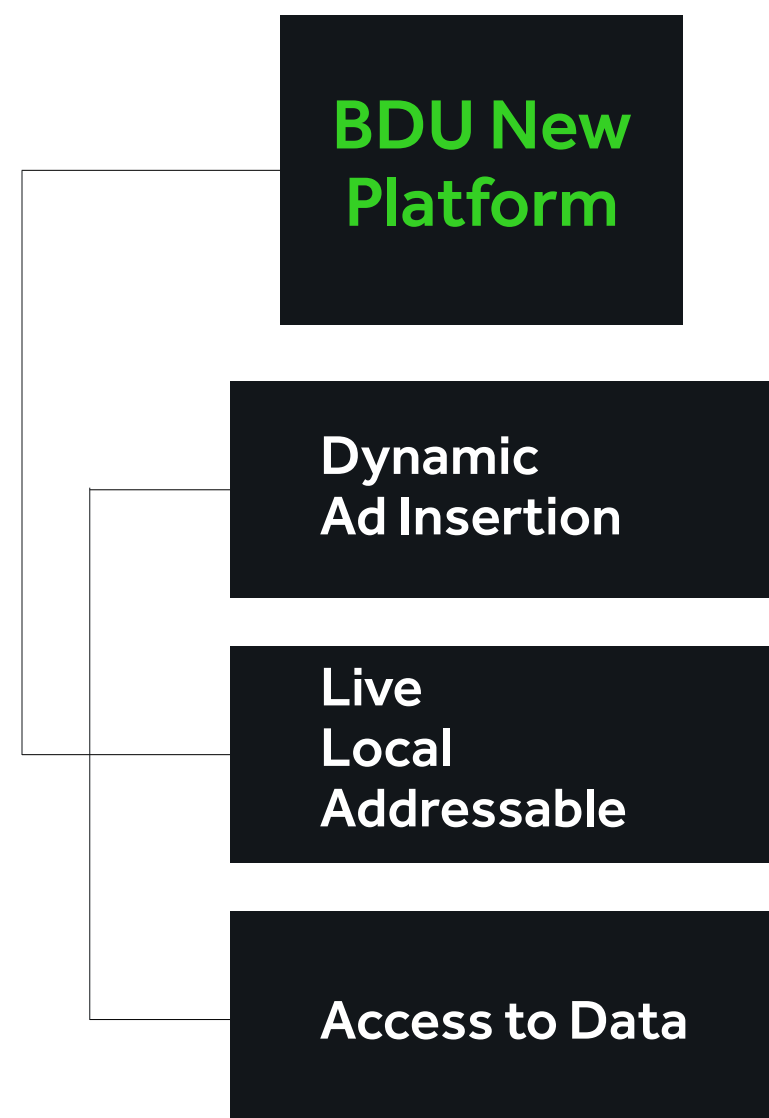 BDU New
Platform
Dynamic
Ad Insertion
Live
Local
Addressable
Access to Data